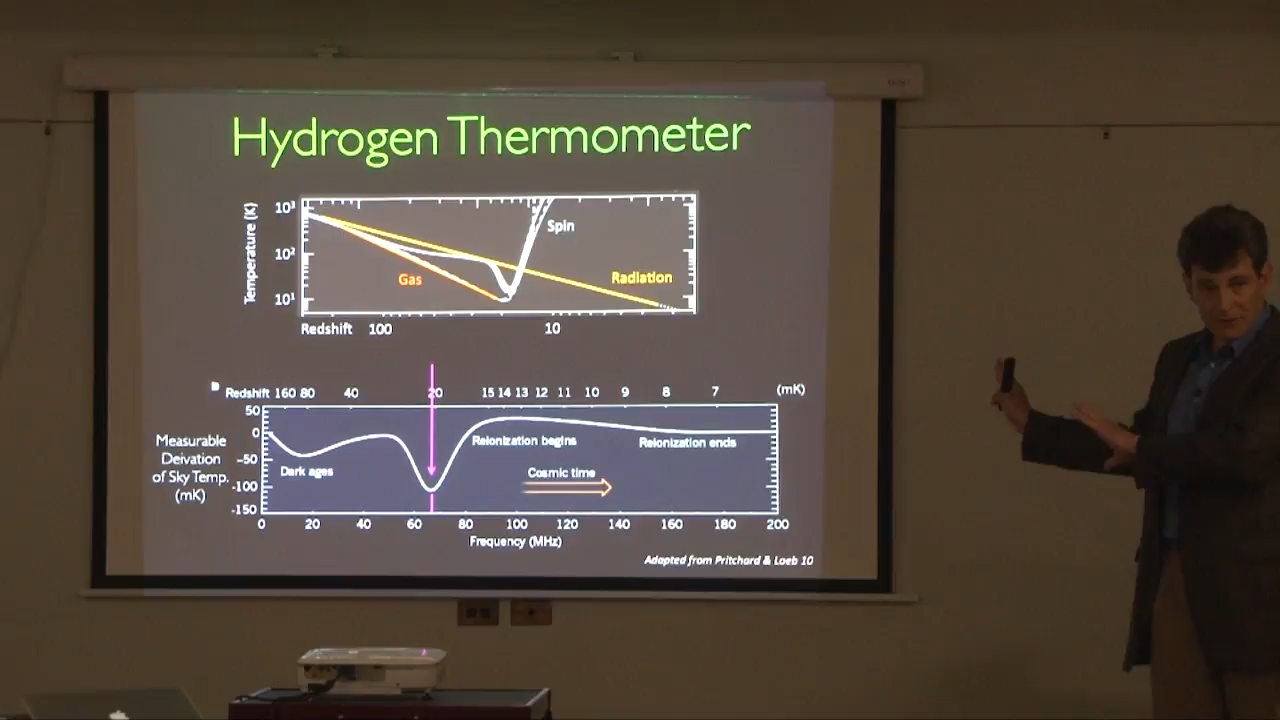 Hydrogen Thermometer
Temperature (K)
10³
10²
10¹
Spin
Gas
Radiation
Redshift 100 10
Redshift 160 80 40 20 15 14 13 12 11 10 9 8 7 (mK)
Measurable
Deivation
of Sky Temp.
(mK)
50
0
-50
-100
-150
Reionization begins
Reionization ends
Dark ages
Cosmic time
0 20 40 60 80 100 120 140 160 180 200
Frequency (MHz)
Adapted from Pritchard & Loeb 10